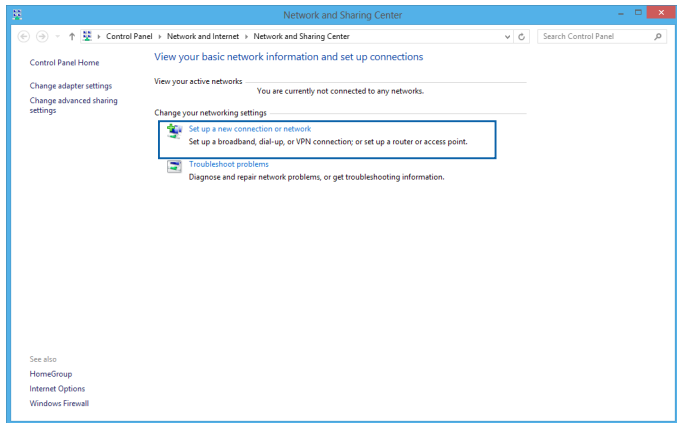 Network and Sharing Center
Control Panel Network and Internet Network and Sharing Center
Search Control Panel
Control Panel Home
Change adapter settings
Change advanced sharing
settings
View your basic network information and set up connections
View your active networks
You are currently not connected to any networks.
Change your networking settings
Set up a new connection or network
Set up a broadband, dial-up, or VPN connection; or set up a router or access point.
Troubleshoot problems
Diagnose and repair network problems, or get troubleshooting information.
See also
HomeGroup
Internet Options
Windows Firewall